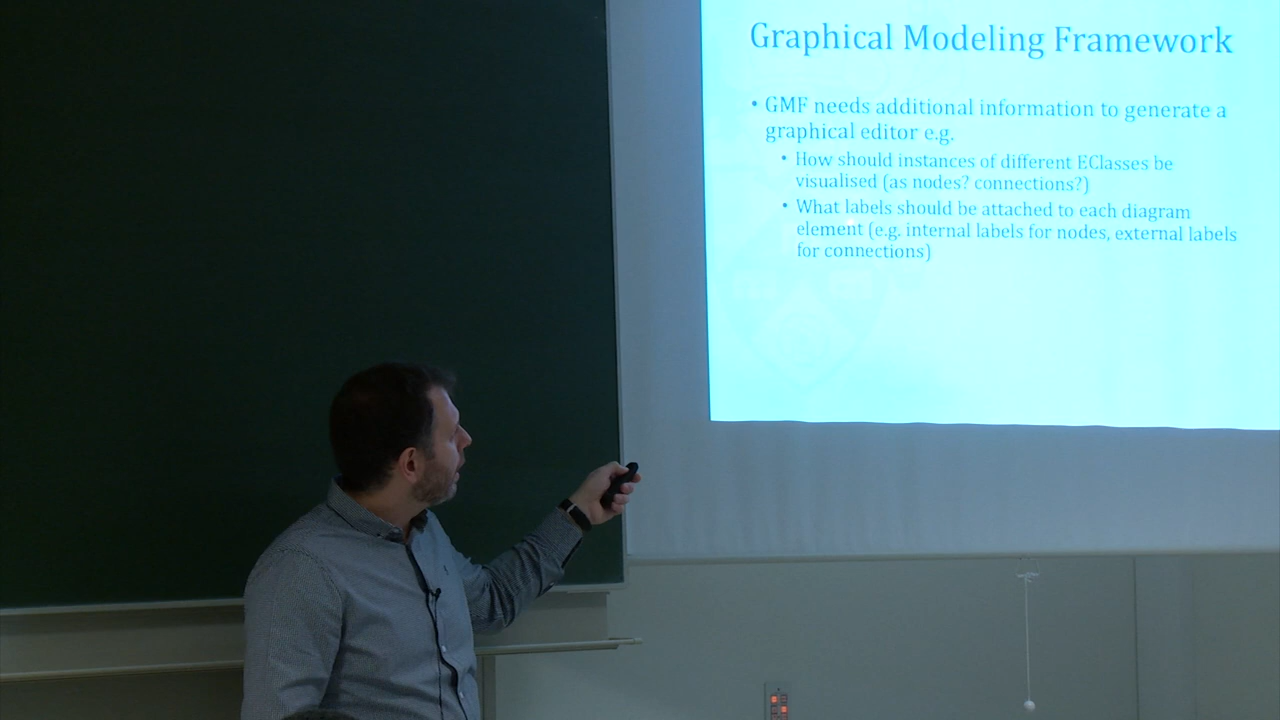 Graphical Modeling Framework
• GMF needs additional information to generate a
graphical editor e.g.
• How should instances of different EClasses be
visualised (as nodes? connections?)
• What labels should be attached to each diagram
element (e.g. internal labels for nodes, external labels
for connections)